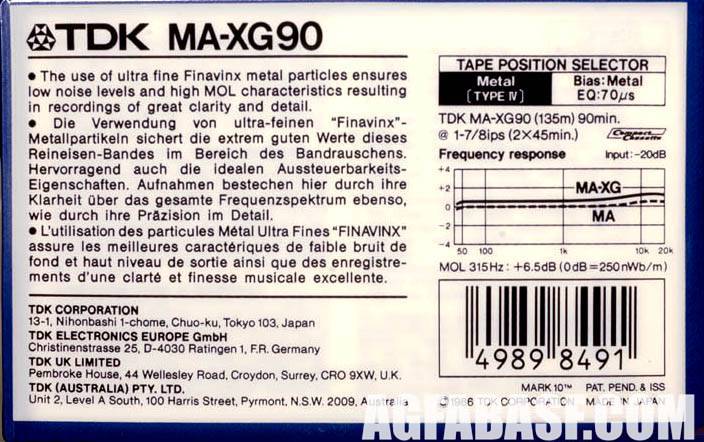 TDK MA-XG90
• The use of ultra fine Finavinx metal particles ensures
low noise levels and high MOL characteristics resulting
in recordings of great clarity and detail.
• Die Verwendung von ultra-feinen "Finavinx"-
Metallpartikeln sichert die extrem guten Werte dieses
Reineisen-Bandes im Bereich des Bandrauschens.
Hervorragend auch die idealen Aussteuerbarkeits-
Eigenschaften. Aufnahmen bestechen hier durch ihre
Klarheit über das gesamte Frequenzspektrum ebenso,
wie durch ihre Präzision im Detail.
• L'utilisation des particules Métal Ultra Fines "FINAVINX"
assure les meilleures caractériques de faible bruit de
fond et haut niveau de sortie ainsi que des enregistre-
ments d'une clarté et finesse musicale excellente.
TDK CORPORATION
13-1, Nihonbashi 1-chome, Chuo-ku, Tokyo 103, Japan
TDK ELECTRONICS EUROPE GmbH
Christinenstrasse 25, D-4030 Ratingen 1, F.R. Germany
TDK UK LIMITED
Pembroke House, 44 Wellesley Road, Croydon, Surrey, CRO 9XW, U.K.
TDK (AUSTRALIA) PTY. LTD.
Unit 2, Level A South, 100 Harris Street, Pyrmont, N.S.W. 2009, Australia
TAPE POSITION SELECTOR
Metal
(TYPE IV)
Bias: Metal
EQ: 70µs
TDK MA-XG90 (135m) 90min.
@ 1-7/8ips (2×45min.)
Compact Cassette
Frequency response Input: -20dB
+4
+2
0
-2
-4
MA-XG
MA
50 100 1k 10k 20k
MOL 315Hz: +6.5dB (0dB=250nWb/m)
4989 8491
MARK 10™ PAT. PEND. & ISS
©1986 TDK CORPORATION MADE IN JAPAN
AGFABASF.COM